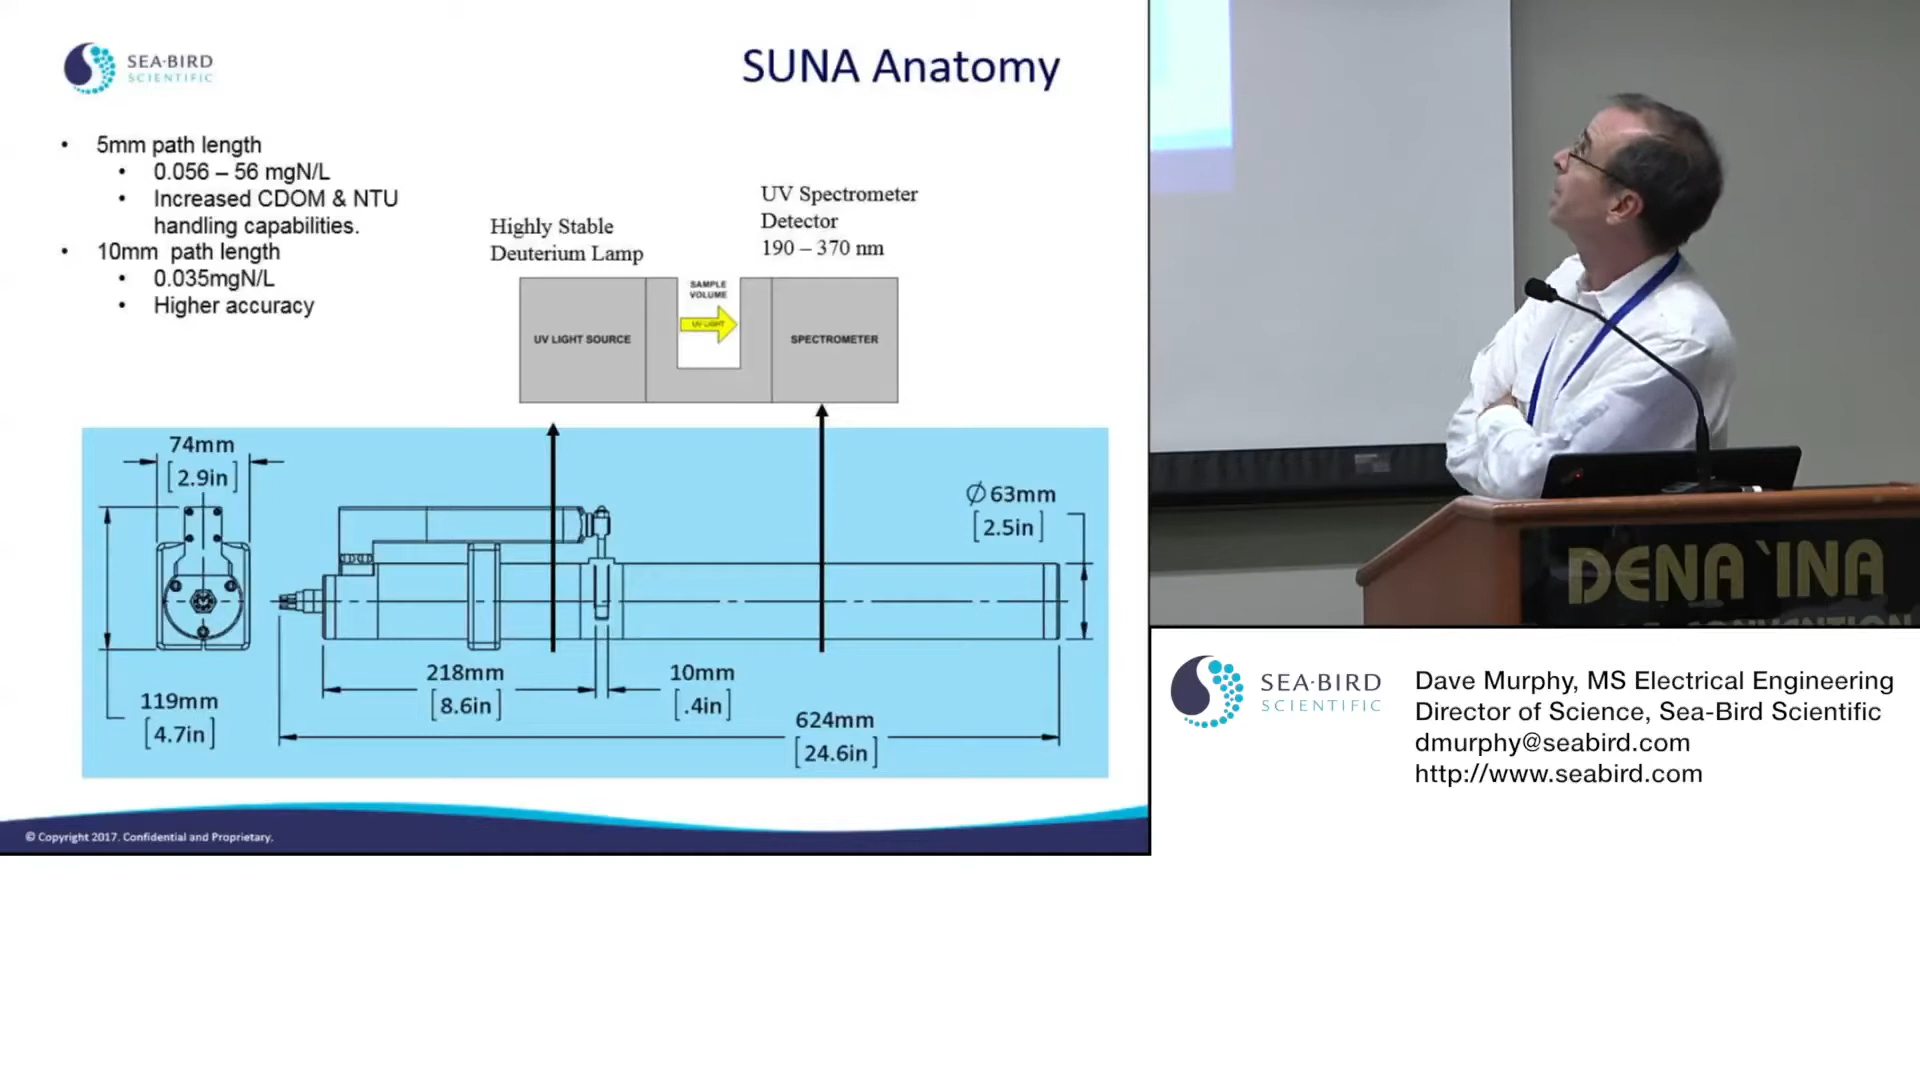 SEA·BIRD
SCIENTIFIC
SUNA Anatomy
• 5mm path length
• 0.056 – 56 mgN/L
• Increased CDOM & NTU
handling capabilities.
• 10mm path length
• 0.035mgN/L
• Higher accuracy
Highly Stable
Deuterium Lamp
UV Spectrometer
Detector
190 – 370 nm
SAMPLE
VOLUME
UV LIGHT
UV LIGHT SOURCE
SPECTROMETER
74mm
[2.9in]
Ø 63mm
[2.5in]
218mm
[8.6in]
10mm
[.4in]
119mm
[4.7in]
624mm
[24.6in]
© Copyright 2017. Confidential and Proprietary.
DENA'INA
CONVENTION
SEA·BIRD
SCIENTIFIC
Dave Murphy, MS Electrical Engineering
Director of Science, Sea-Bird Scientific
dmurphy@seabird.com
http://www.seabird.com